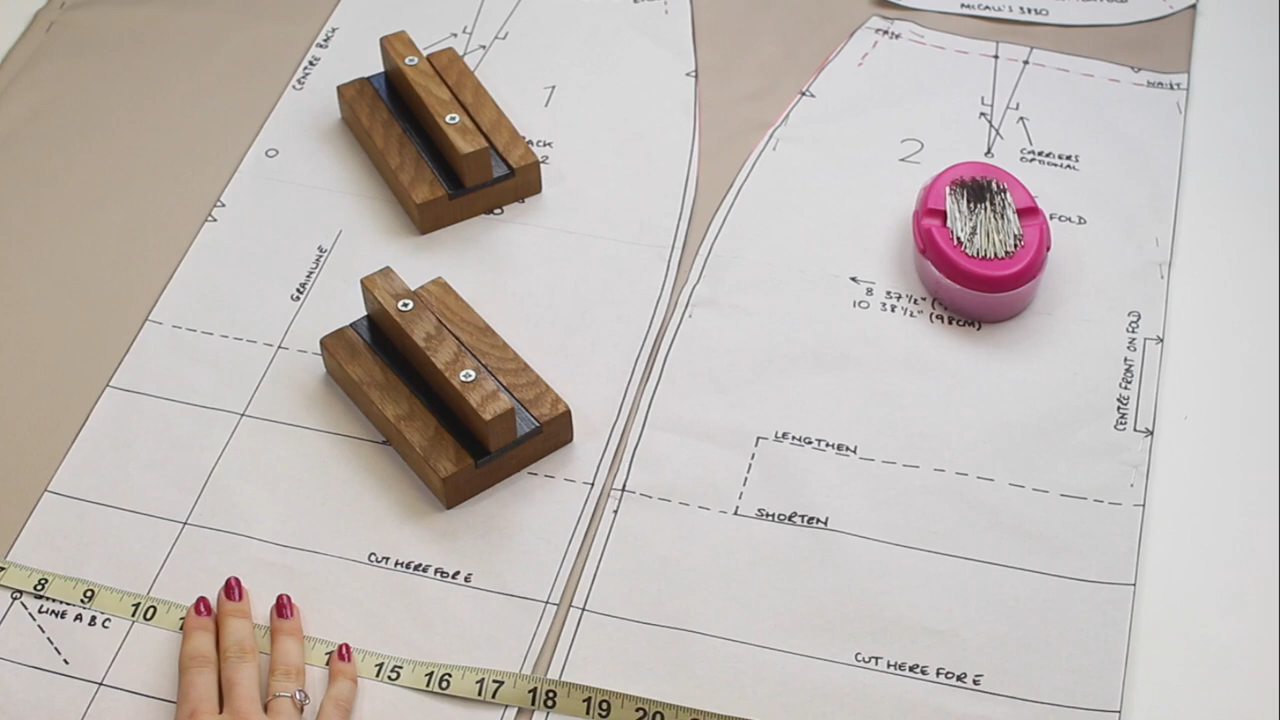 McCALL'S 3830
CENTRE BACK
1
2
WAIST
CARRIERS
OPTIONAL
2
FOLD
GRAINLINE
8 37½"
10 38½" (98CM)
CENTRE FRONT ON FOLD
LENGTHEN
SHORTEN
CUT HERE FOR E
CUT HERE FOR E
LINE A B C
8 9 10 15 16 17 18 19 20